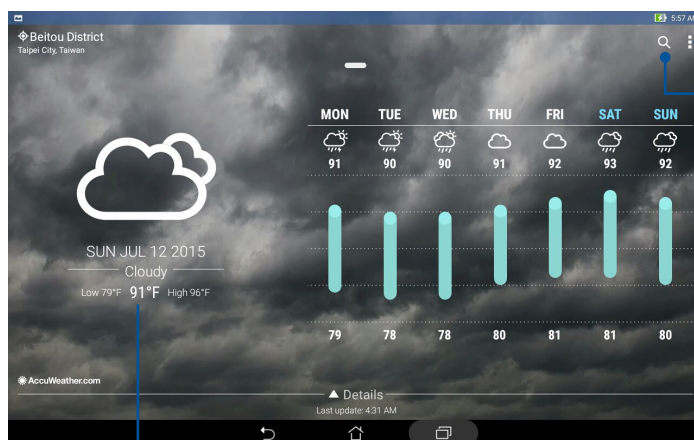 5:57 AM
Beitou District
Taipei City, Taiwan
MON TUE WED THU FRI SAT SUN
91 90 90 91 92 93 92
SUN JUL 12 2015
Cloudy
Low 79°F 91°F High 96°F
79 78 78 80 81 81 80
AccuWeather.com
Details
Last update: 4:31 AM